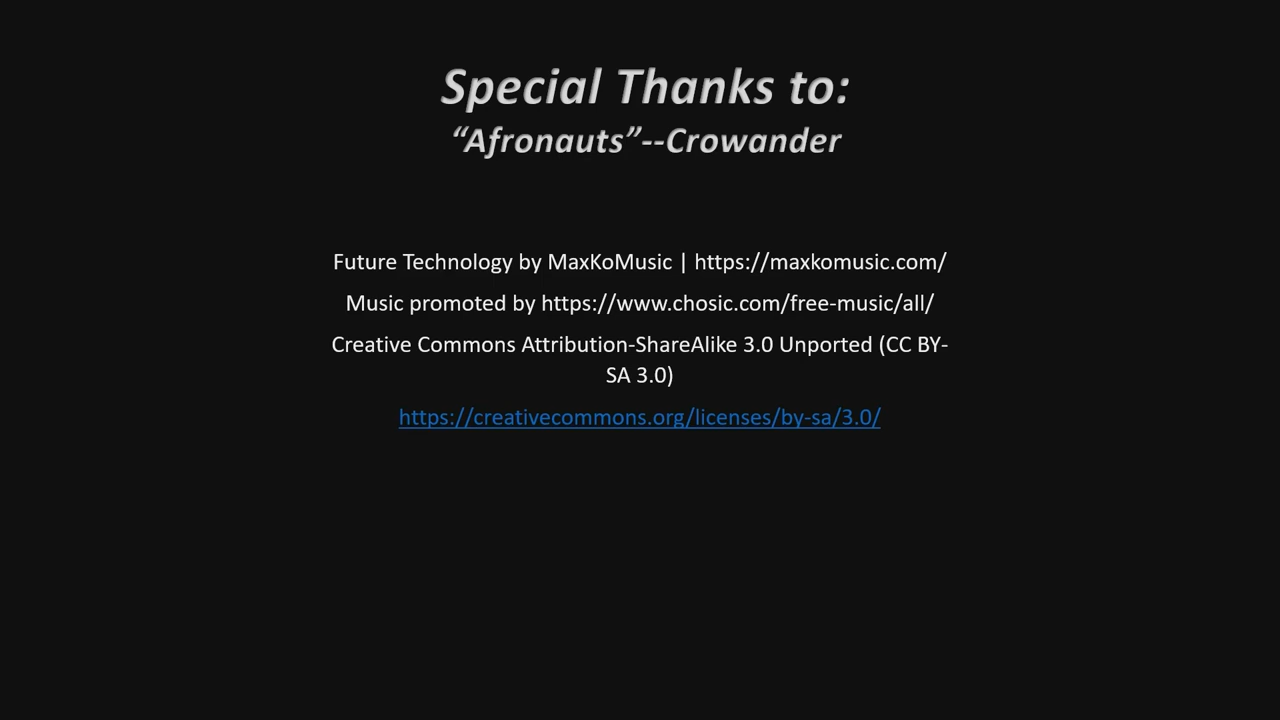 Special Thanks to:
“Afronauts”--Crowander
Future Technology by MaxKoMusic | https://maxkomusic.com/
Music promoted by https://www.chosic.com/free-music/all/
Creative Commons Attribution-ShareAlike 3.0 Unported (CC BY-
SA 3.0)
https://creativecommons.org/licenses/by-sa/3.0/